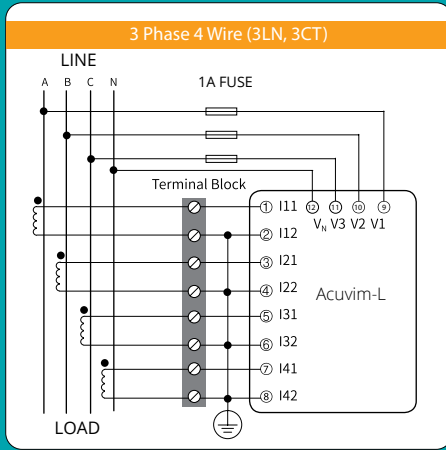 3 Phase 4 Wire (3LN, 3CT)
LINE
A B C N
1A FUSE
Terminal Block
12 11 10 9
VN V3 V2 V1
1 I11
2 I12
3 I21
4 I22
5 I31
6 I32
7 I41
8 I42
Acuvim-L
LOAD